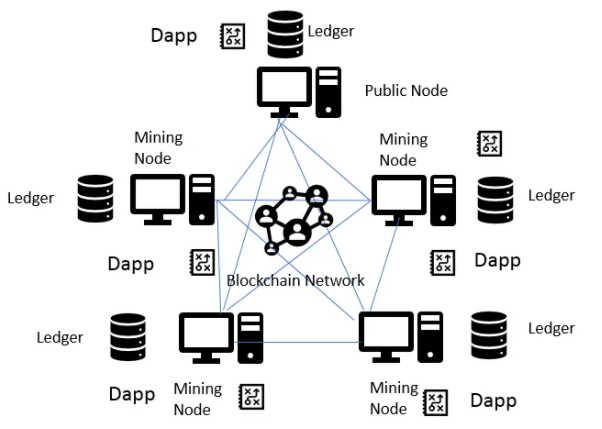 Dapp
Ledger
Public Node
Mining
Node
Mining
Node
Ledger
Ledger
Dapp
Dapp
Blockchain Network
Ledger
Ledger
Dapp
Mining
Node
Mining
Node
Dapp